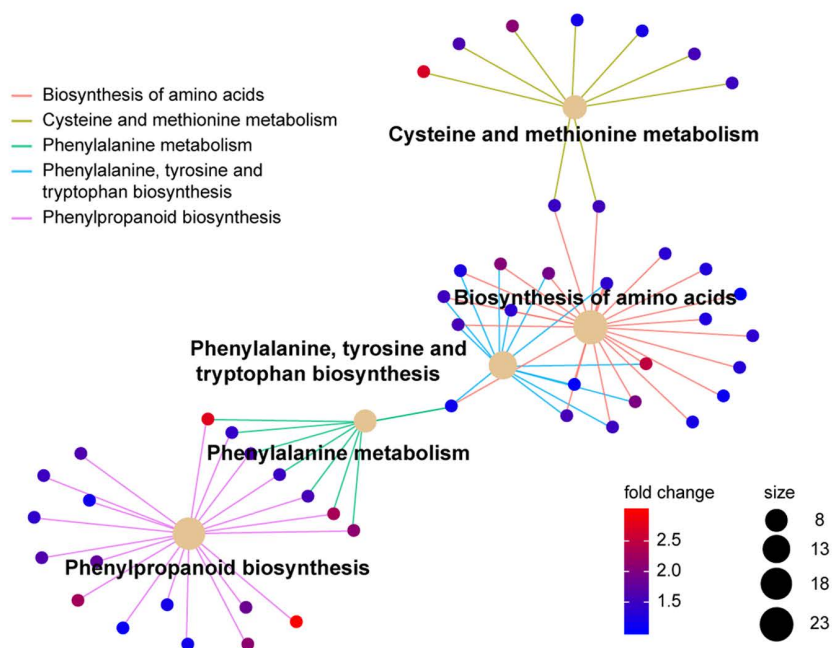 Biosynthesis of amino acids
Cysteine and methionine metabolism
Phenylalanine metabolism
Phenylalanine, tyrosine and
tryptophan biosynthesis
Phenylpropanoid biosynthesis
Cysteine and methionine metabolism
Biosynthesis of amino acids
Phenylalanine, tyrosine and
tryptophan biosynthesis
Phenylalanine metabolism
Phenylpropanoid biosynthesis
fold change
2.5
2.0
1.5
size
8
13
18
23